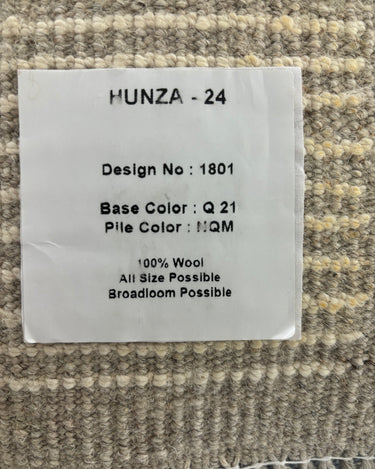 HUNZA - 24
Design No : 1801
Base Color : Q 21
Pile Color : NQM
100% Wool
All Size Possible
Broadloom Possible